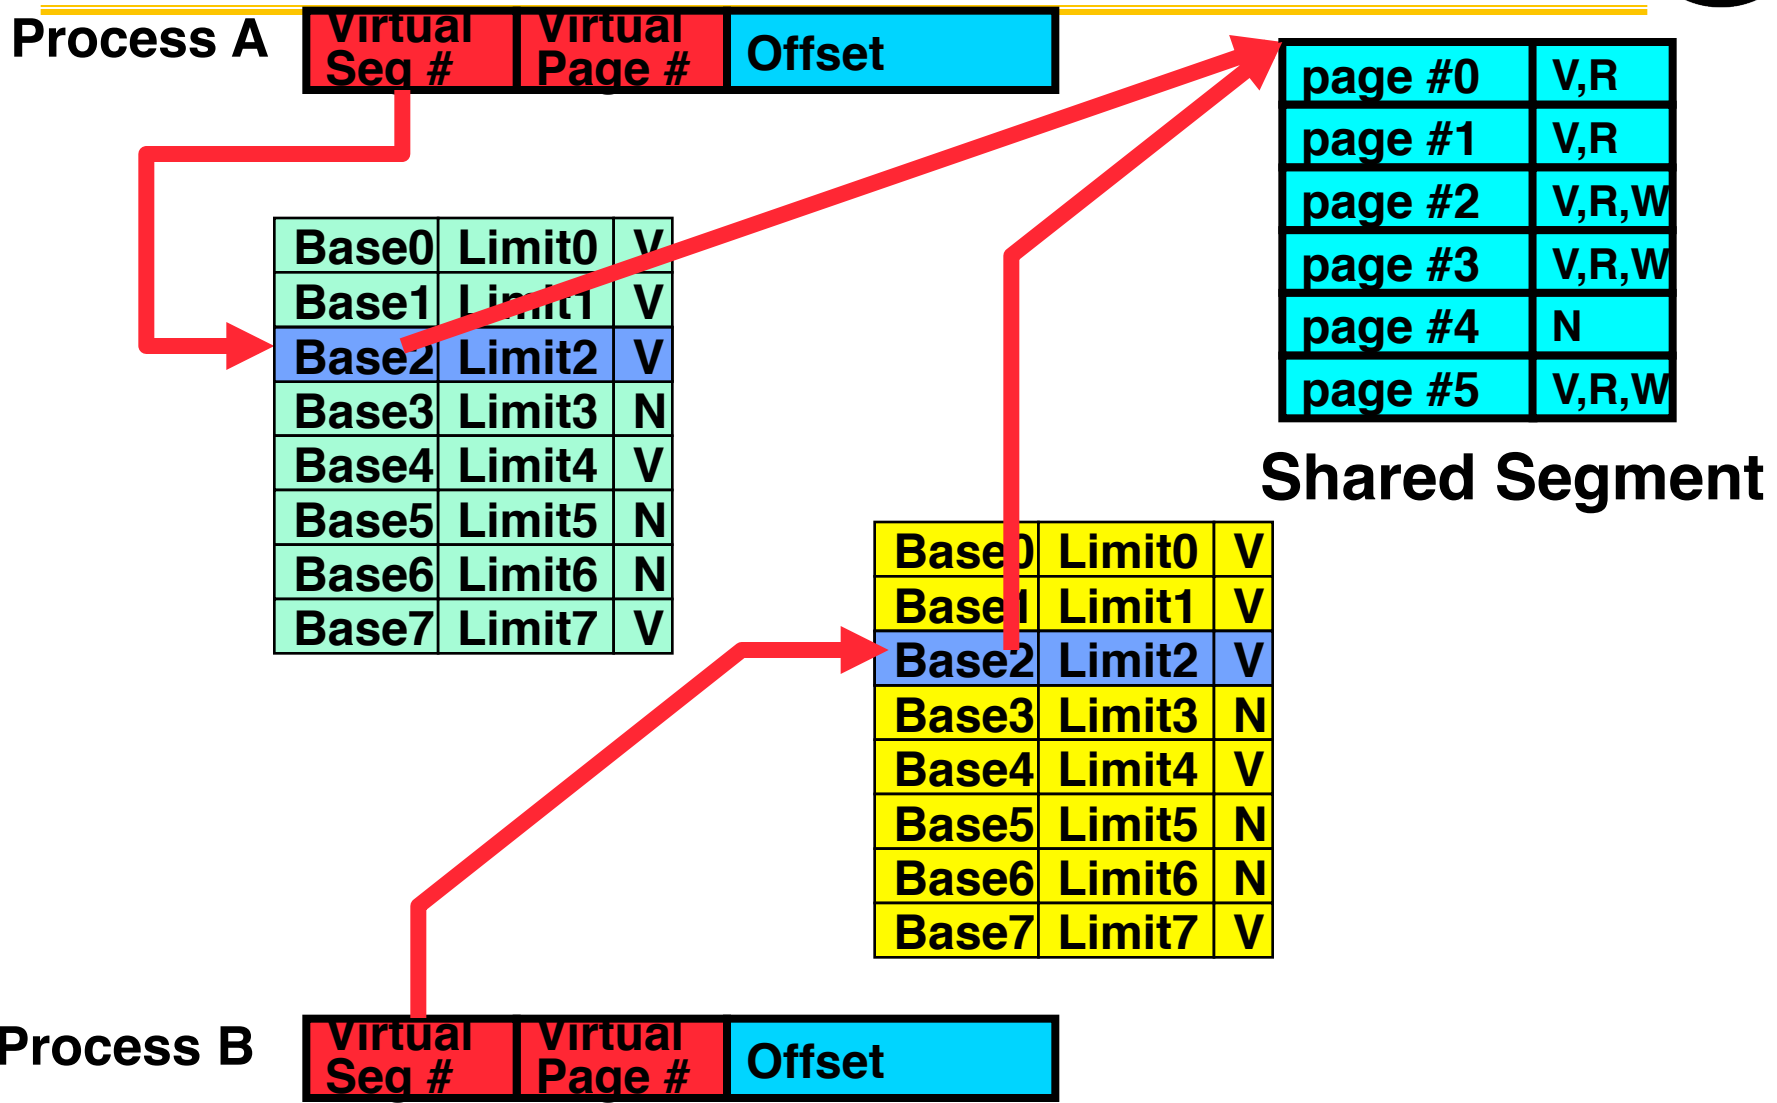 Process A
Virtual Virtual
Seg # Page # Offset
page #0 V,R
page #1 V,R
page #2 V,R,W
page #3 V,R,W
page #4 N
page #5 V,R,W
Shared Segment
Base0 Limit0 V
Base1 Limit1 V
Base2 Limit2 V
Base3 Limit3 N
Base4 Limit4 V
Base5 Limit5 N
Base6 Limit6 N
Base7 Limit7 V
Base0 Limit0 V
Base1 Limit1 V
Base2 Limit2 V
Base3 Limit3 N
Base4 Limit4 V
Base5 Limit5 N
Base6 Limit6 N
Base7 Limit7 V
Process B
Virtual Virtual
Seg # Page # Offset